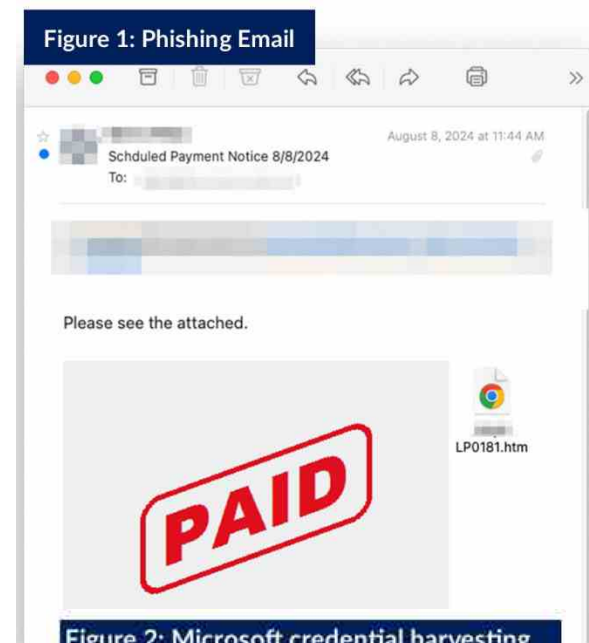 Figure 1: Phishing Email
August 8, 2024 at 11:44 AM
Schduled Payment Notice 8/8/2024
To:
Please see the attached.
LP0181.htm
PAID
Figure 2: Microsoft credential harvesting